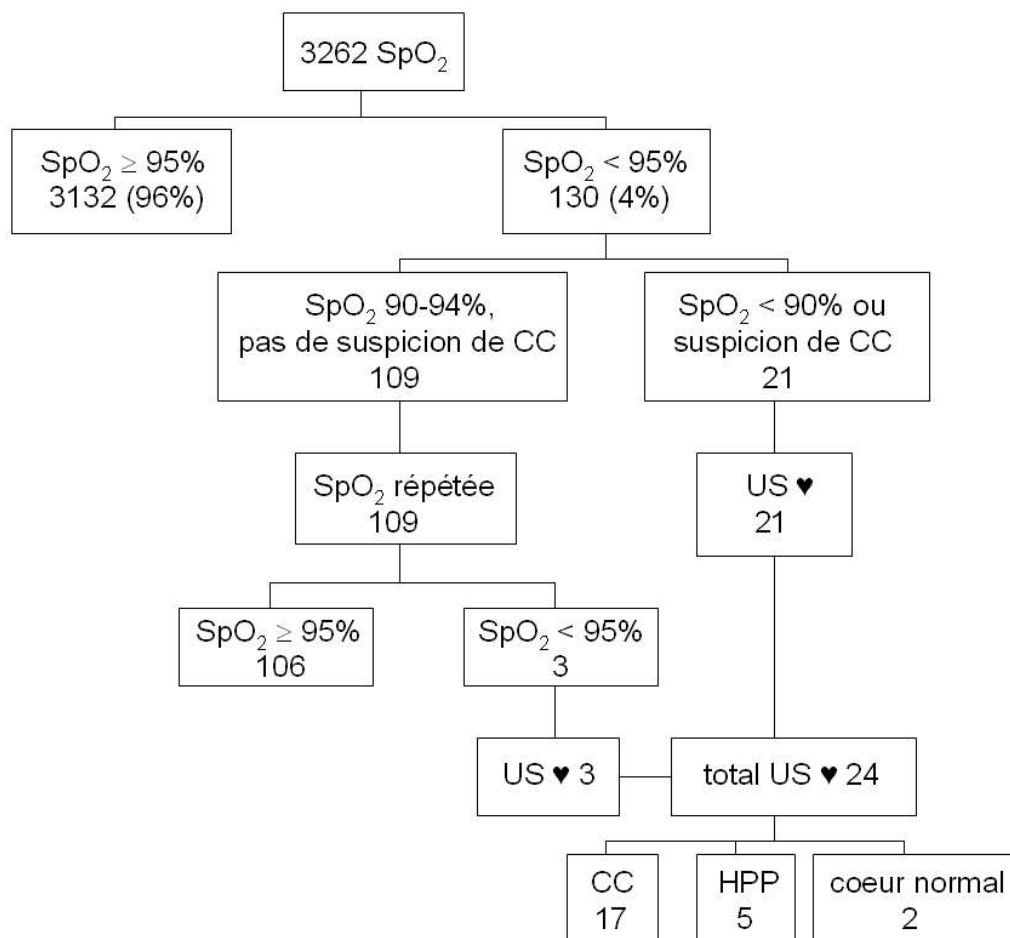 3262 SpO₂
SpO₂ ≥ 95%
3132 (96%)
SpO₂ < 95%
130 (4%)
SpO₂ 90-94%,
pas de suspicion de CC
109
SpO₂ < 90% ou
suspicion de CC
21
SpO₂ répétée
109
US ♥
21
SpO₂ ≥ 95%
106
SpO₂ < 95%
3
US ♥ 3
total US ♥ 24
CC
17
HPP
5
coeur normal
2